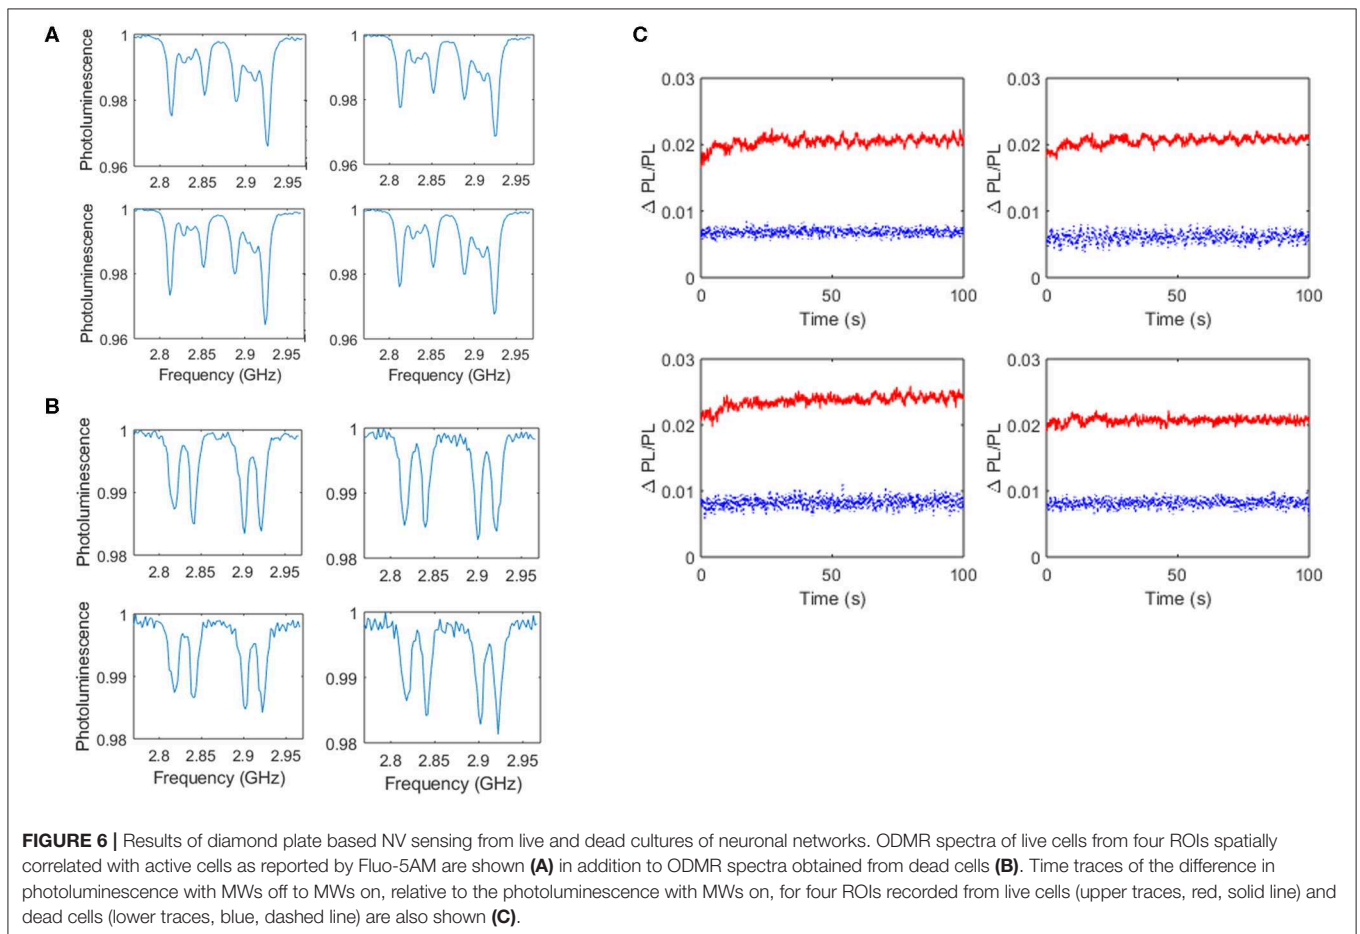 A
Photoluminescence
1
0.98
0.96
2.8 2.85 2.9 2.95
1
0.98
0.96
2.8 2.85 2.9 2.95
Photoluminescence
1
0.98
0.96
2.8 2.85 2.9 2.95
Frequency (GHz)
1
0.98
0.96
2.8 2.85 2.9 2.95
Frequency (GHz)
B
Photoluminescence
1
0.99
0.98
2.8 2.85 2.9 2.95
1
0.99
0.98
2.8 2.85 2.9 2.95
Photoluminescence
1
0.99
0.98
2.8 2.85 2.9 2.95
Frequency (GHz)
1
0.99
0.98
2.8 2.85 2.9 2.95
Frequency (GHz)
C
Δ PL/PL
0.03
0.02
0.01
0
0 50 100
Time (s)
Δ PL/PL
0.03
0.02
0.01
0
0 50 100
Time (s)
Δ PL/PL
0.03
0.02
0.01
0
0 50 100
Time (s)
Δ PL/PL
0.03
0.02
0.01
0
0 50 100
Time (s)
FIGURE 6 | Results of diamond plate based NV sensing from live and dead cultures of neuronal networks. ODMR spectra of live cells from four ROIs spatially
correlated with active cells as reported by Fluo-5AM are shown (A) in addition to ODMR spectra obtained from dead cells (B). Time traces of the difference in
photoluminescence with MWs off to MWs on, relative to the photoluminescence with MWs on, for four ROIs recorded from live cells (upper traces, red, solid line) and
dead cells (lower traces, blue, dashed line) are also shown (C).